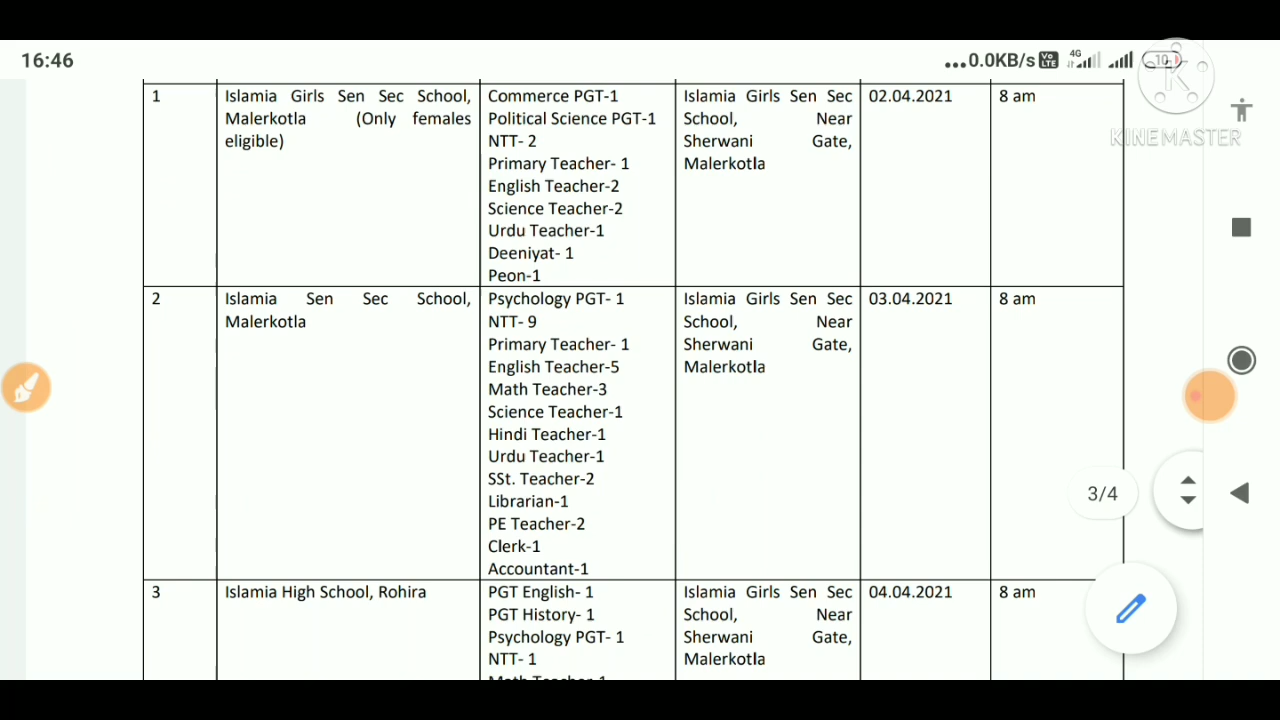 16:46
...0.0KB/s Vo LTE 4G 10
KINEMASTER
1
Islamia Girls Sen Sec School,
Malerkotla (Only females
eligible)
Commerce PGT-1
Political Science PGT-1
NTT- 2
Primary Teacher- 1
English Teacher-2
Science Teacher-2
Urdu Teacher-1
Deeniyat- 1
Peon-1
Islamia Girls Sen Sec
School, Near
Sherwani Gate,
Malerkotla
02.04.2021
8 am
2
Islamia Sen Sec School,
Malerkotla
Psychology PGT- 1
NTT- 9
Primary Teacher- 1
English Teacher-5
Math Teacher-3
Science Teacher-1
Hindi Teacher-1
Urdu Teacher-1
SSt. Teacher-2
Librarian-1
PE Teacher-2
Clerk-1
Accountant-1
Islamia Girls Sen Sec
School, Near
Sherwani Gate,
Malerkotla
03.04.2021
8 am
3/4
3
Islamia High School, Rohira
PGT English- 1
PGT History- 1
Psychology PGT- 1
NTT- 1
Math Teacher-1
Islamia Girls Sen Sec
School, Near
Sherwani Gate,
Malerkotla
04.04.2021
8 am